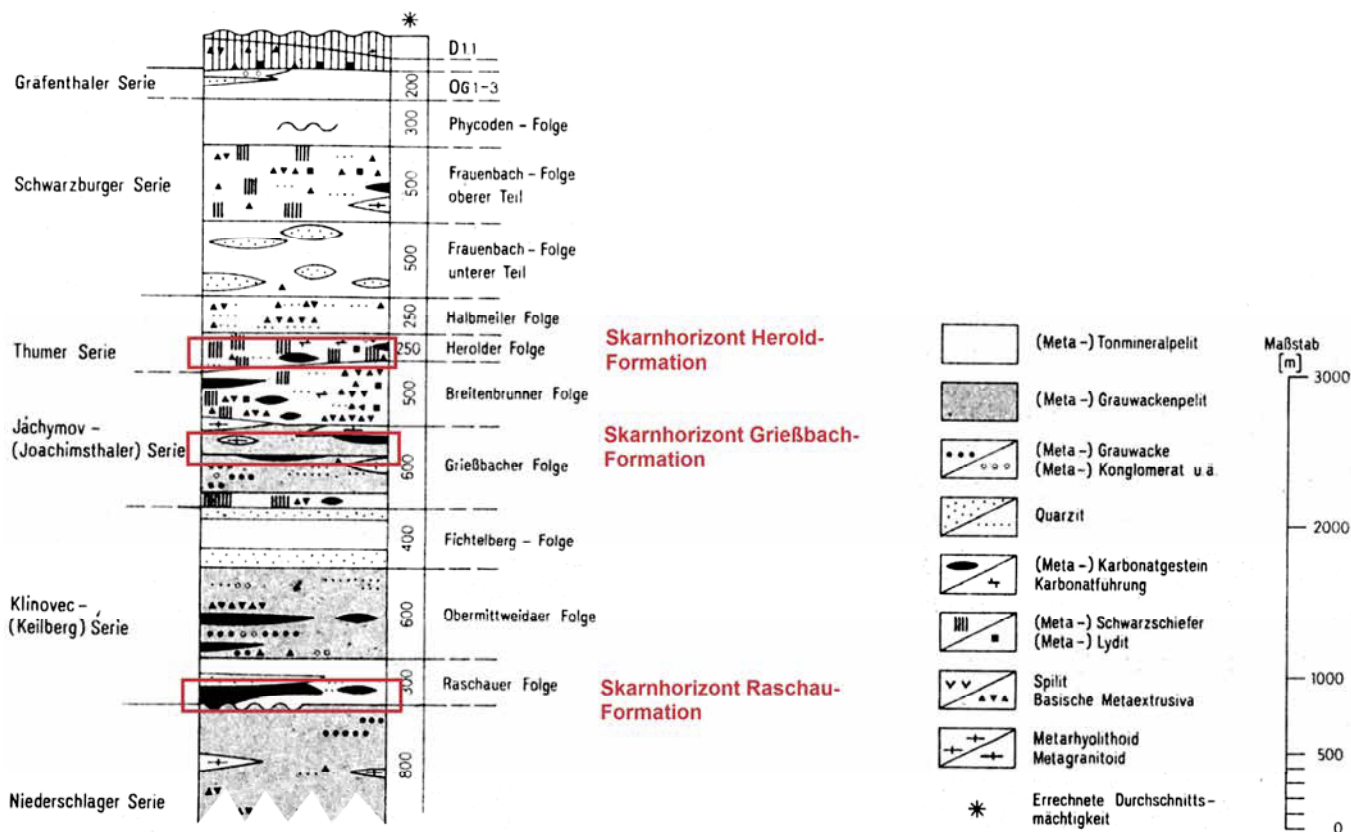 D11
Gräfenthaler Serie
200
OG1-3
300
Phycoden - Folge
Schwarzburger Serie
500
Frauenbach - Folge
oberer Teil
500
Frauenbach - Folge
unterer Teil
250
Halbmeiler Folge
Thumer Serie
250
Herolder Folge
Skarnhorizont Herold-
Formation
500
Breitenbrunner Folge
Jáchymov -
(Joachimsthaler) Serie
600
Grießbacher Folge
Skarnhorizont Grießbach-
Formation
400
Fichtelberg - Folge
Klinovec -
(Keilberg) Serie
600
Obermittweidaer Folge
300
Raschauer Folge
Skarnhorizont Raschau-
Formation
800
Niederschlager Serie
(Meta-) Tonmineralpelit
(Meta-) Grauwackenpelit
(Meta-) Grauwacke
(Meta-) Konglomerat u ä.
Quarzit
(Meta-) Karbonatgestein
Karbonatführung
(Meta-) Schwarzschiefer
(Meta-) Lydit
Spilit
Basische Metaextrusiva
Metarhyolithoid
Metagranitoid
Errechnete Durchschnitts-
mächtigkeit
Maßstab
[m]
3000
2000
1000
500
0